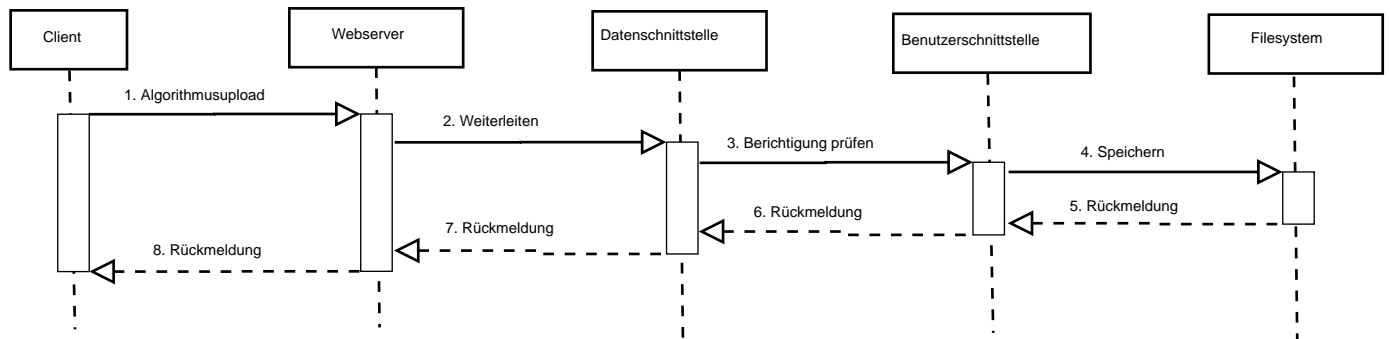 Client
Webserver
Datenschnittstelle
Benutzerschnittstelle
Filesystem
1. Algorithmusupload
2. Weiterleiten
3. Berichtigung prüfen
4. Speichern
5. Rückmeldung
6. Rückmeldung
7. Rückmeldung
8. Rückmeldung